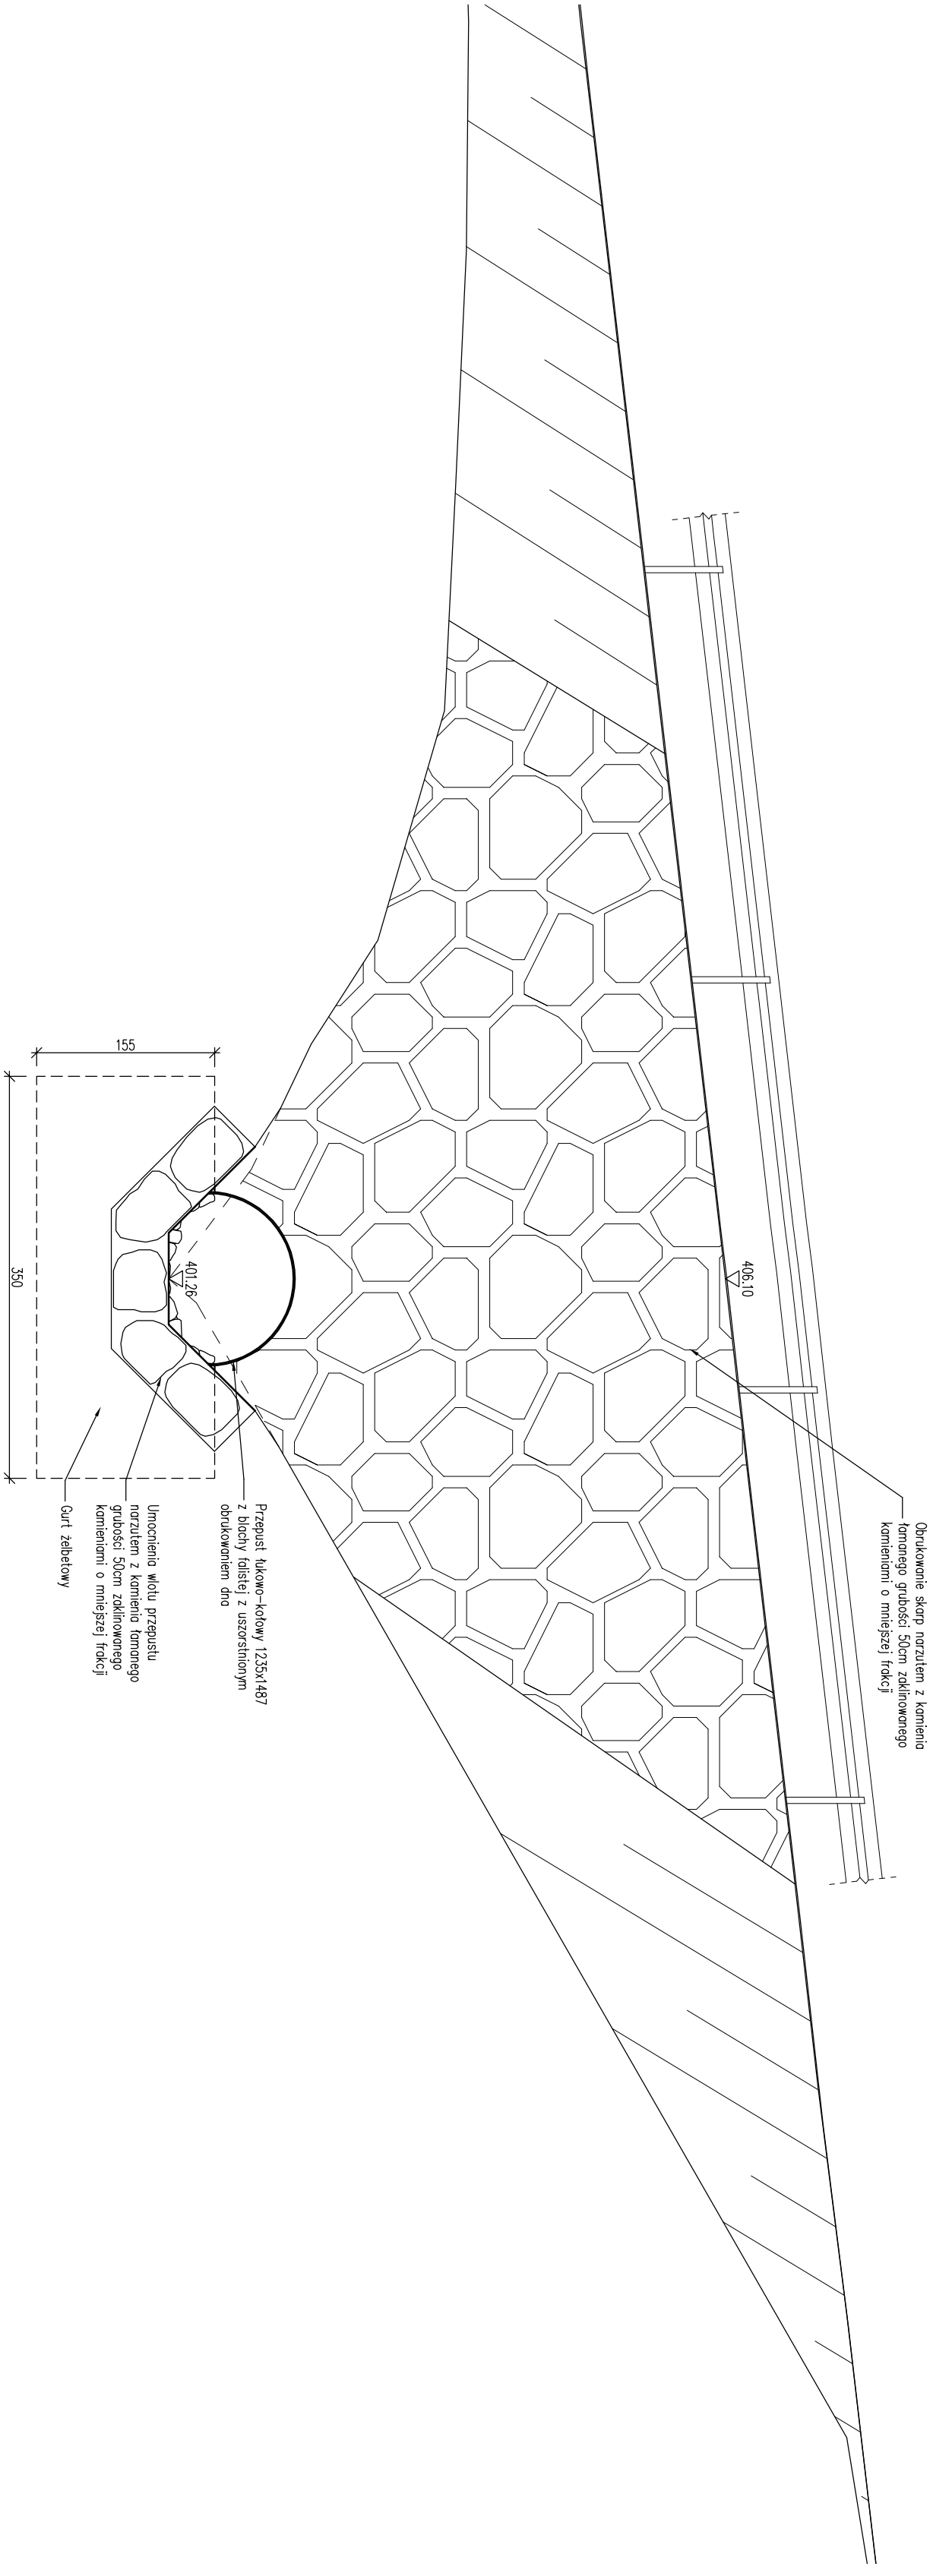 Obrukowanie skarp narzutem z kamienia
łamanego grubości 50cm zaklinowanego
kamieniami o mniejszej frakcji
406.10
401.26
Przepust łukowo-kołowy 1235x1487
z blachy falistej z uszorstnionym
obrukowaniem dna
Umocnienia wlotu przepustu
narzutem z kamienia łamanego
grubości 50cm zaklinowanego
kamieniami o mniejszej frakcji
Gurt żelbetowy
155
350